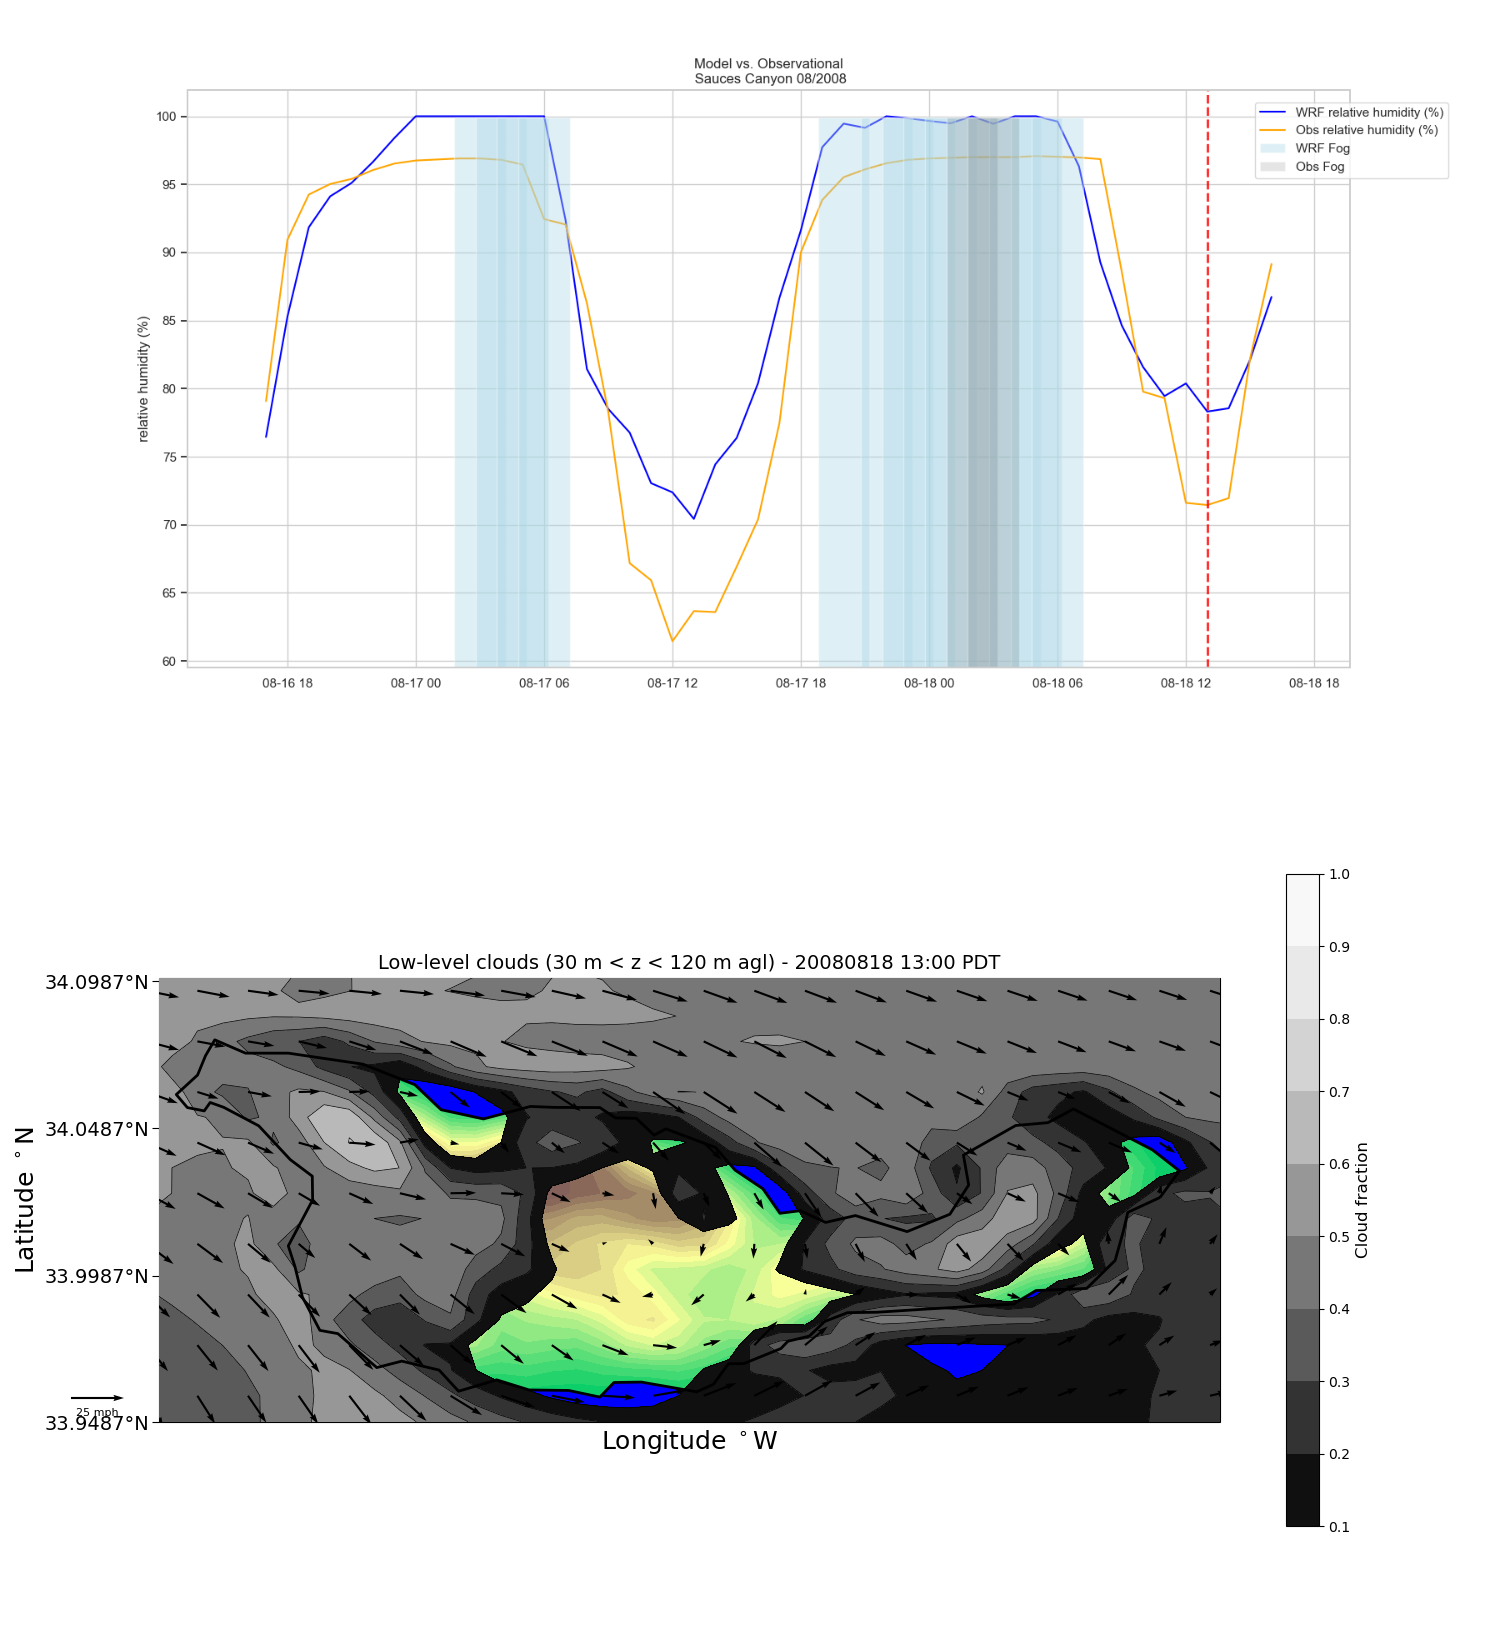 Model vs. Observational
Sauces Canyon 08/2008
WRF relative humidity (%)
Obs relative humidity (%)
WRF Fog
Obs Fog
100
95
90
85
80
75
70
65
60
relative humidity (%)
08-16 18
08-17 00
08-17 06
08-17 12
08-17 18
08-18 00
08-18 06
08-18 12
08-18 18
Low-level clouds (30 m < z < 120 m agl) - 20080818 13:00 PDT
34.0987°N
34.0487°N
33.9987°N
33.9487°N
Latitude °N
25 mph
Longitude °W
1.0
0.9
0.8
0.7
0.6
0.5
0.4
0.3
0.2
0.1
Cloud fraction